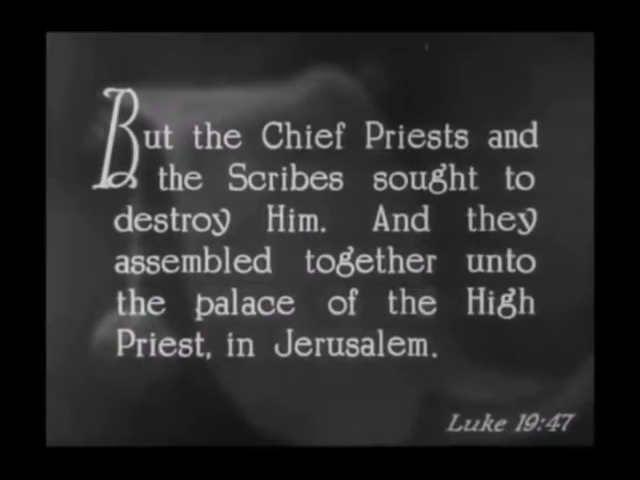 But the Chief Priests and
the Scribes sought to
destroy Him. And they
assembled together unto
the palace of the High
Priest, in Jerusalem.
Luke 19:47